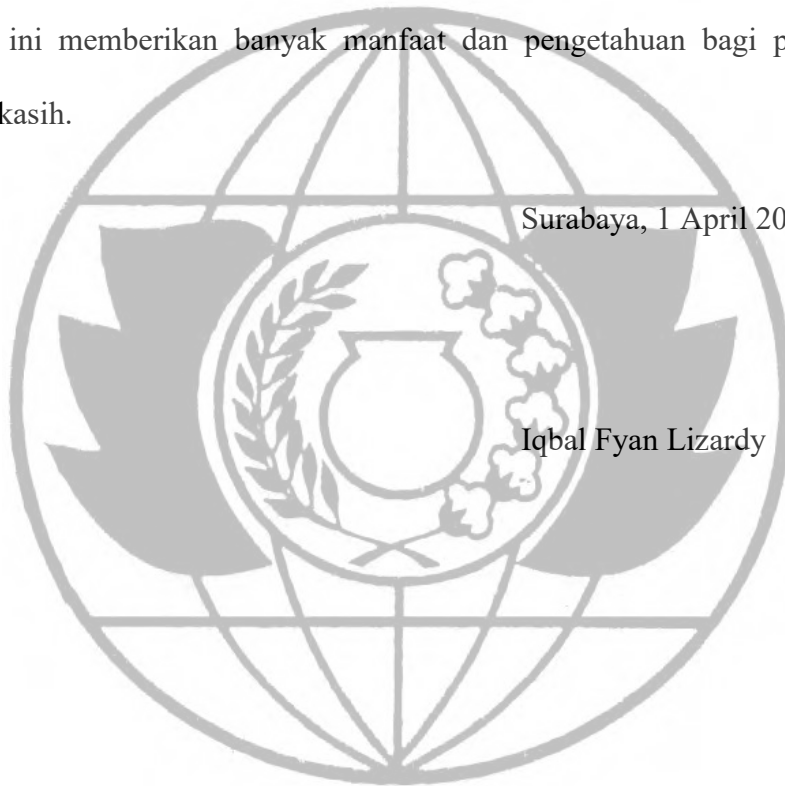 ini memberikan banyak manfaat dan pengetahuan bagi p
kasih.
Surabaya, 1 April 20
Iqbal Fyan Lizardy